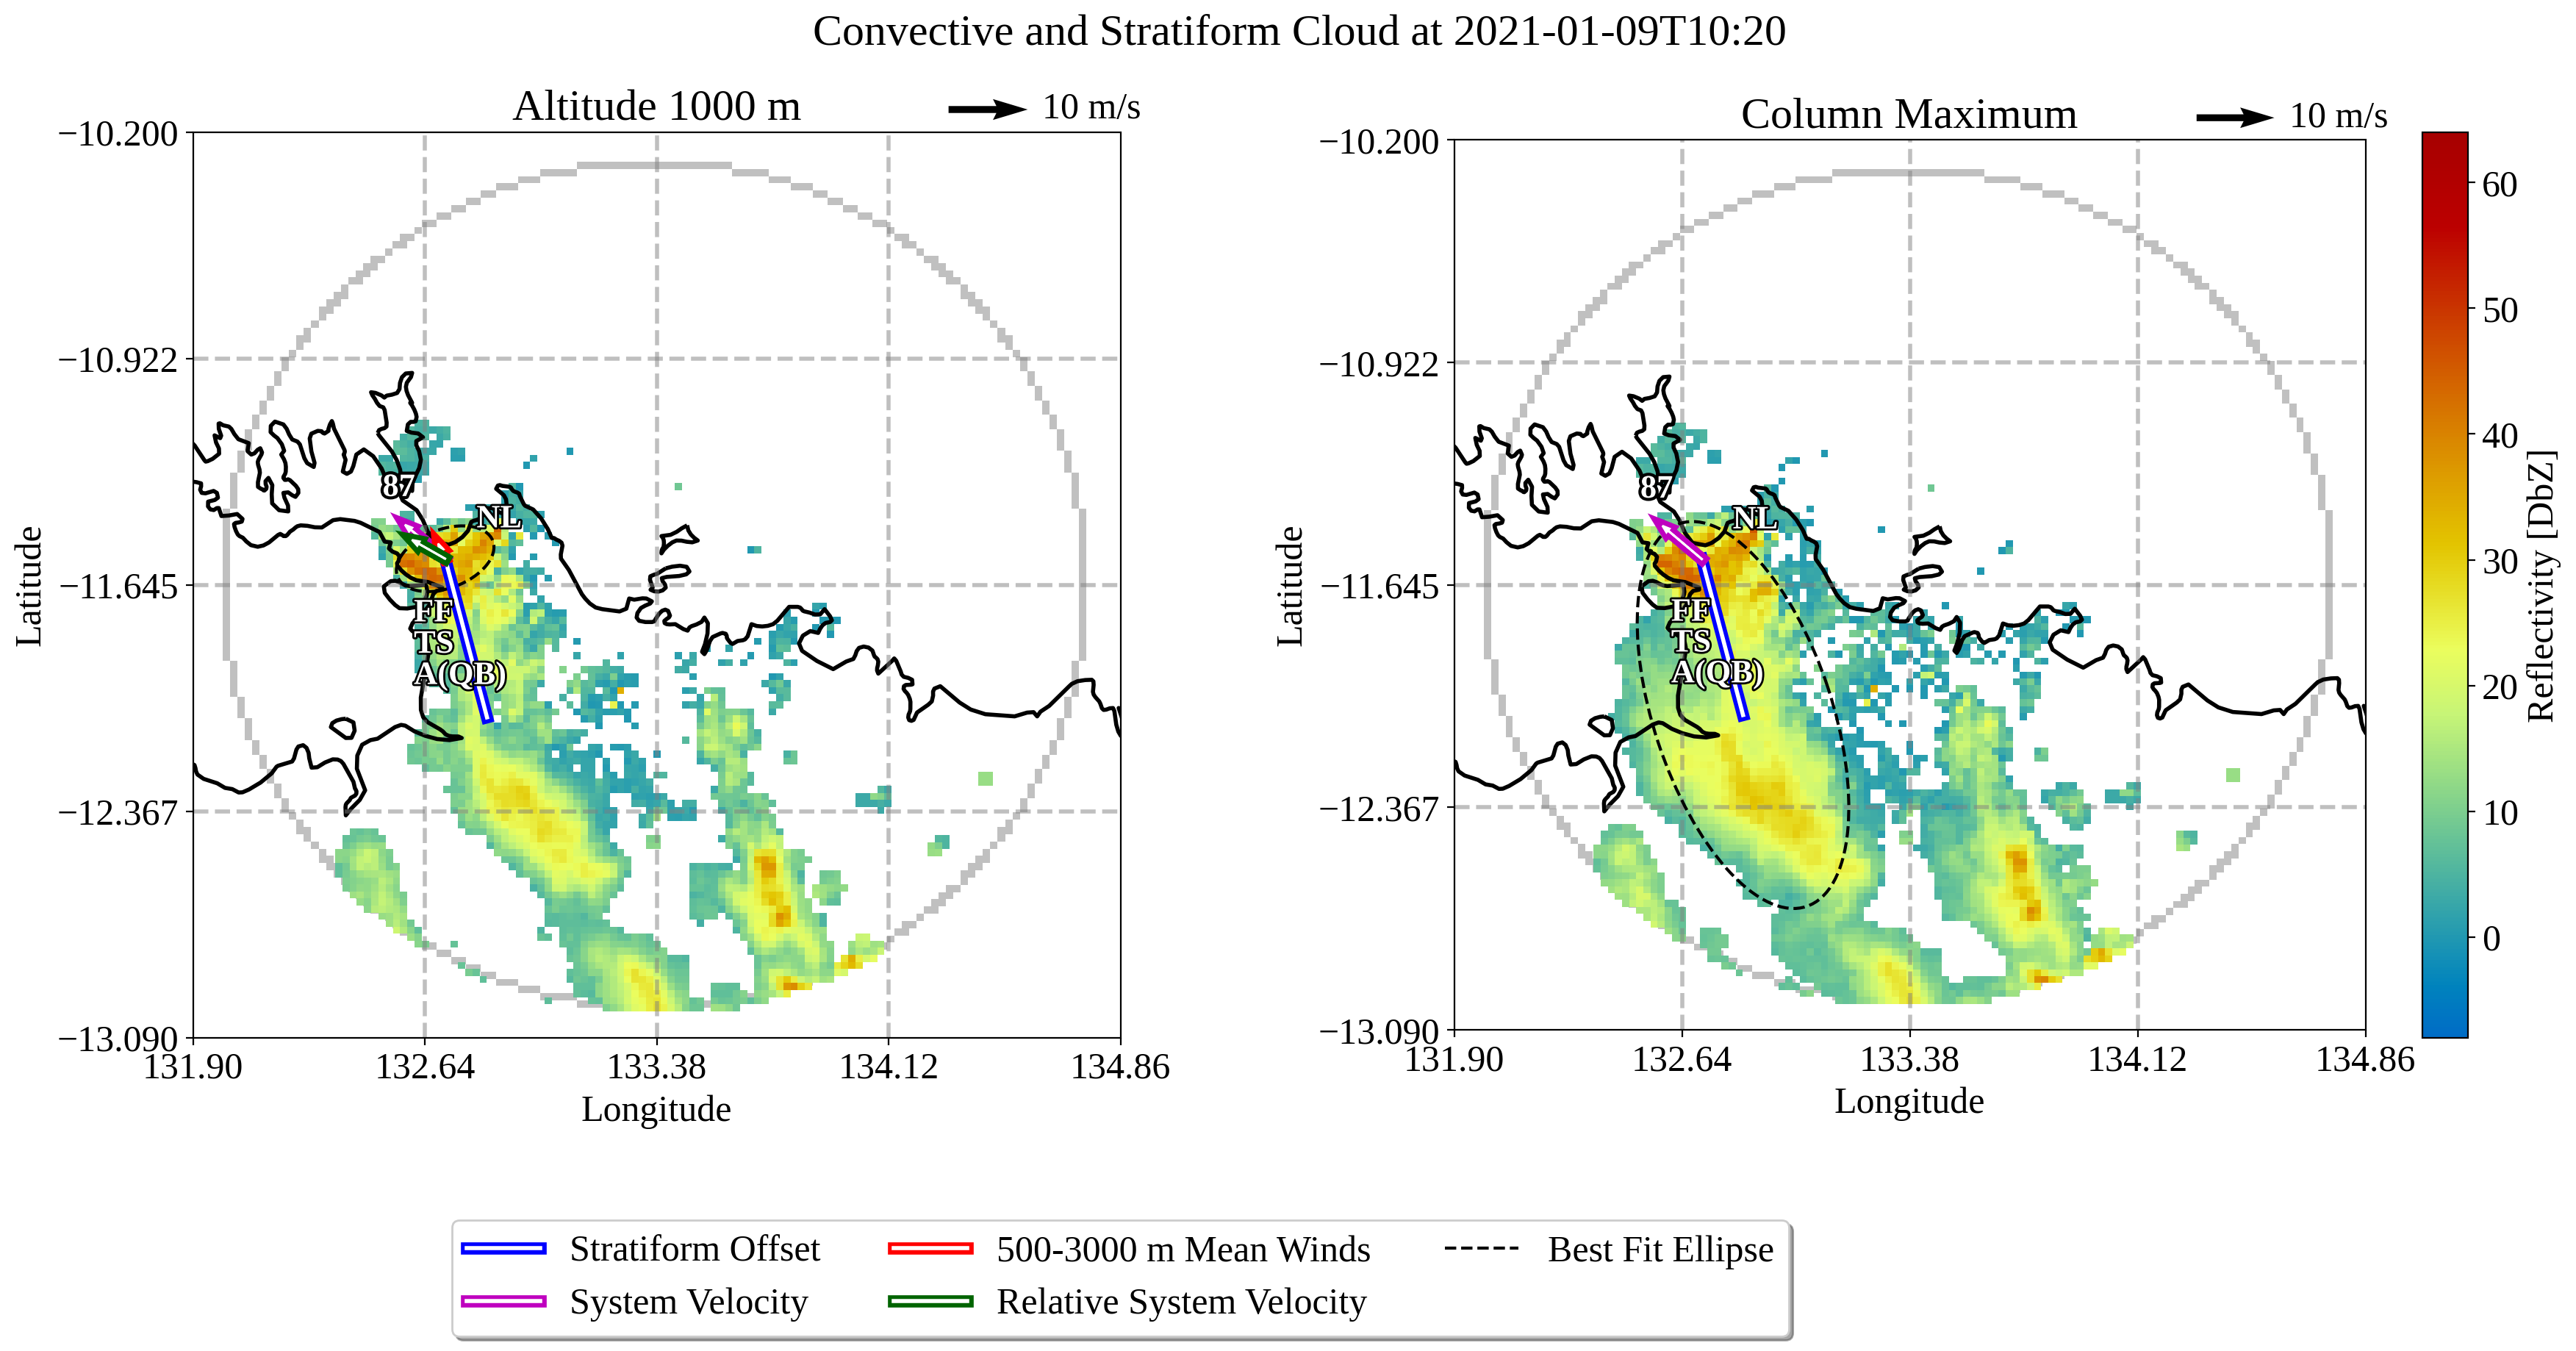 Convective and Stratiform Cloud at 2021-01-09T10:20
Altitude 1000 m
10 m/s
−10.200
−10.922
−11.645
−12.367
−13.090
Latitude
87
NL
FF
TS
A(QB)
131.90
132.64
133.38
134.12
134.86
Longitude
Column Maximum
10 m/s
−10.200
−10.922
−11.645
−12.367
−13.090
Latitude
87
NL
FF
TS
A(QB)
131.90
132.64
133.38
134.12
134.86
Longitude
60
50
40
30
20
10
0
Reflectivity [DbZ]
Stratiform Offset
System Velocity
500-3000 m Mean Winds
Relative System Velocity
Best Fit Ellipse